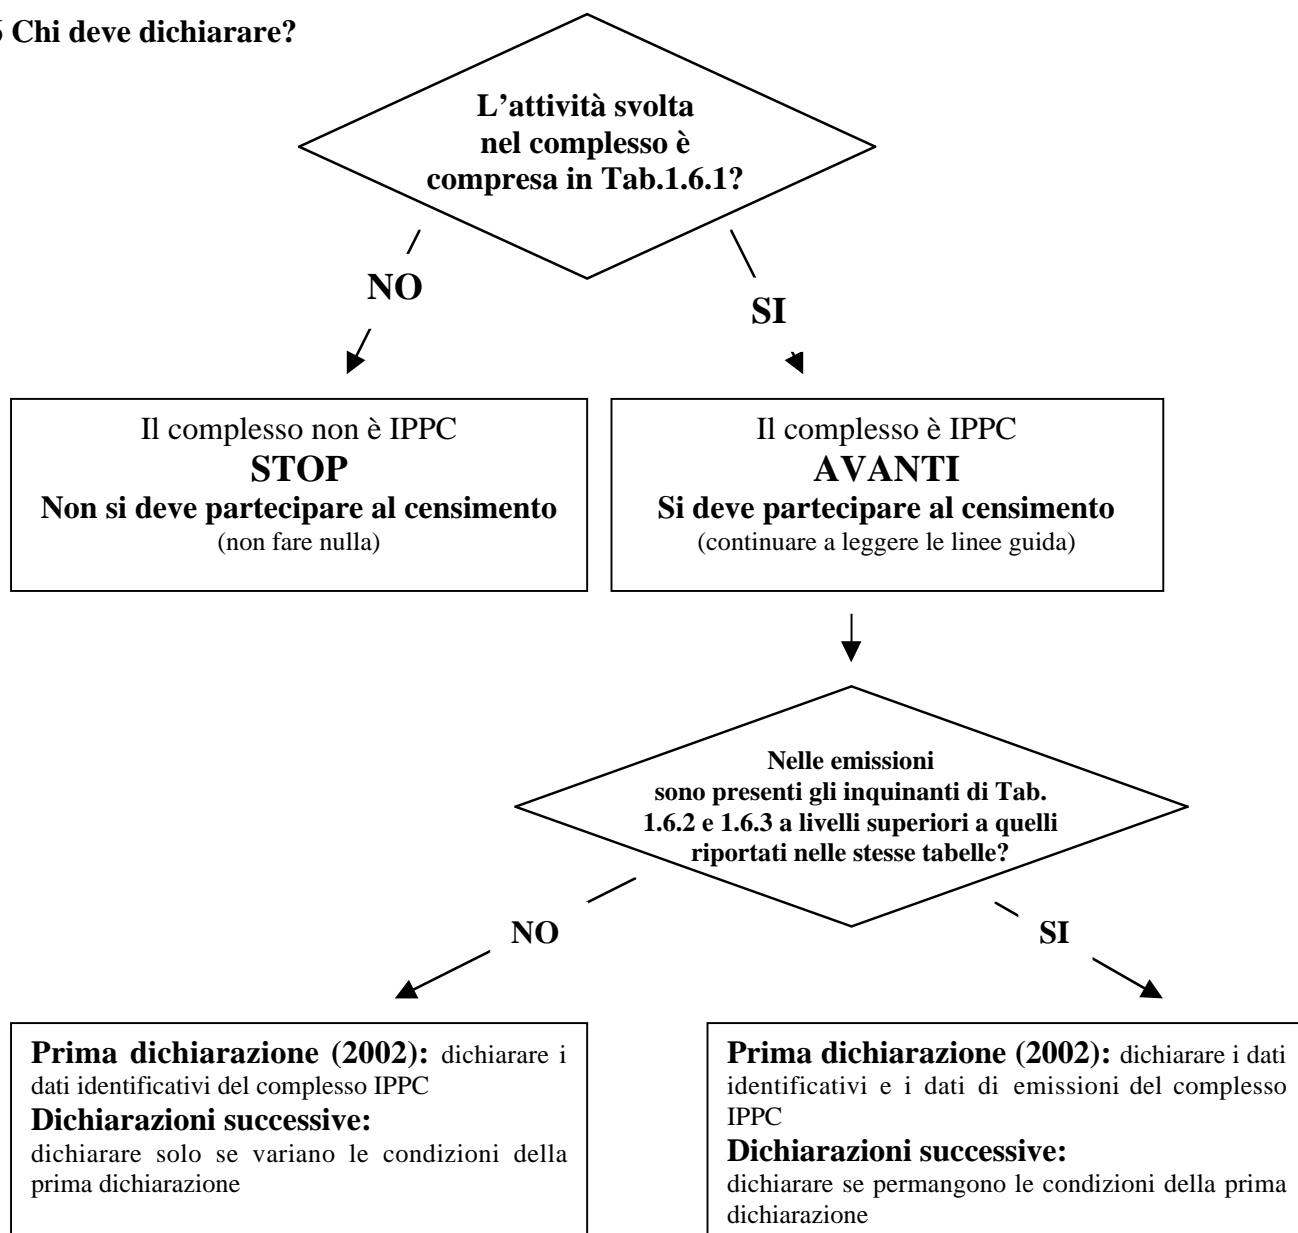 6 Chi deve dichiarare?
L’attività svolta
nel complesso è
compresa in Tab.1.6.1?
NO
SI
Il complesso non è IPPC
STOP
Non si deve partecipare al censimento
(non fare nulla)
Il complesso è IPPC
AVANTI
Si deve partecipare al censimento
(continuare a leggere le linee guida)
Nelle emissioni
sono presenti gli inquinanti di Tab.
1.6.2 e 1.6.3 a livelli superiori a quelli
riportati nelle stesse tabelle?
NO
SI
Prima dichiarazione (2002): dichiarare i
dati identificativi del complesso IPPC
Dichiarazioni successive:
dichiarare solo se variano le condizioni della
prima dichiarazione
Prima dichiarazione (2002): dichiarare i dati
identificativi e i dati di emissioni del complesso
IPPC
Dichiarazioni successive:
dichiarare se permangono le condizioni della prima
dichiarazione